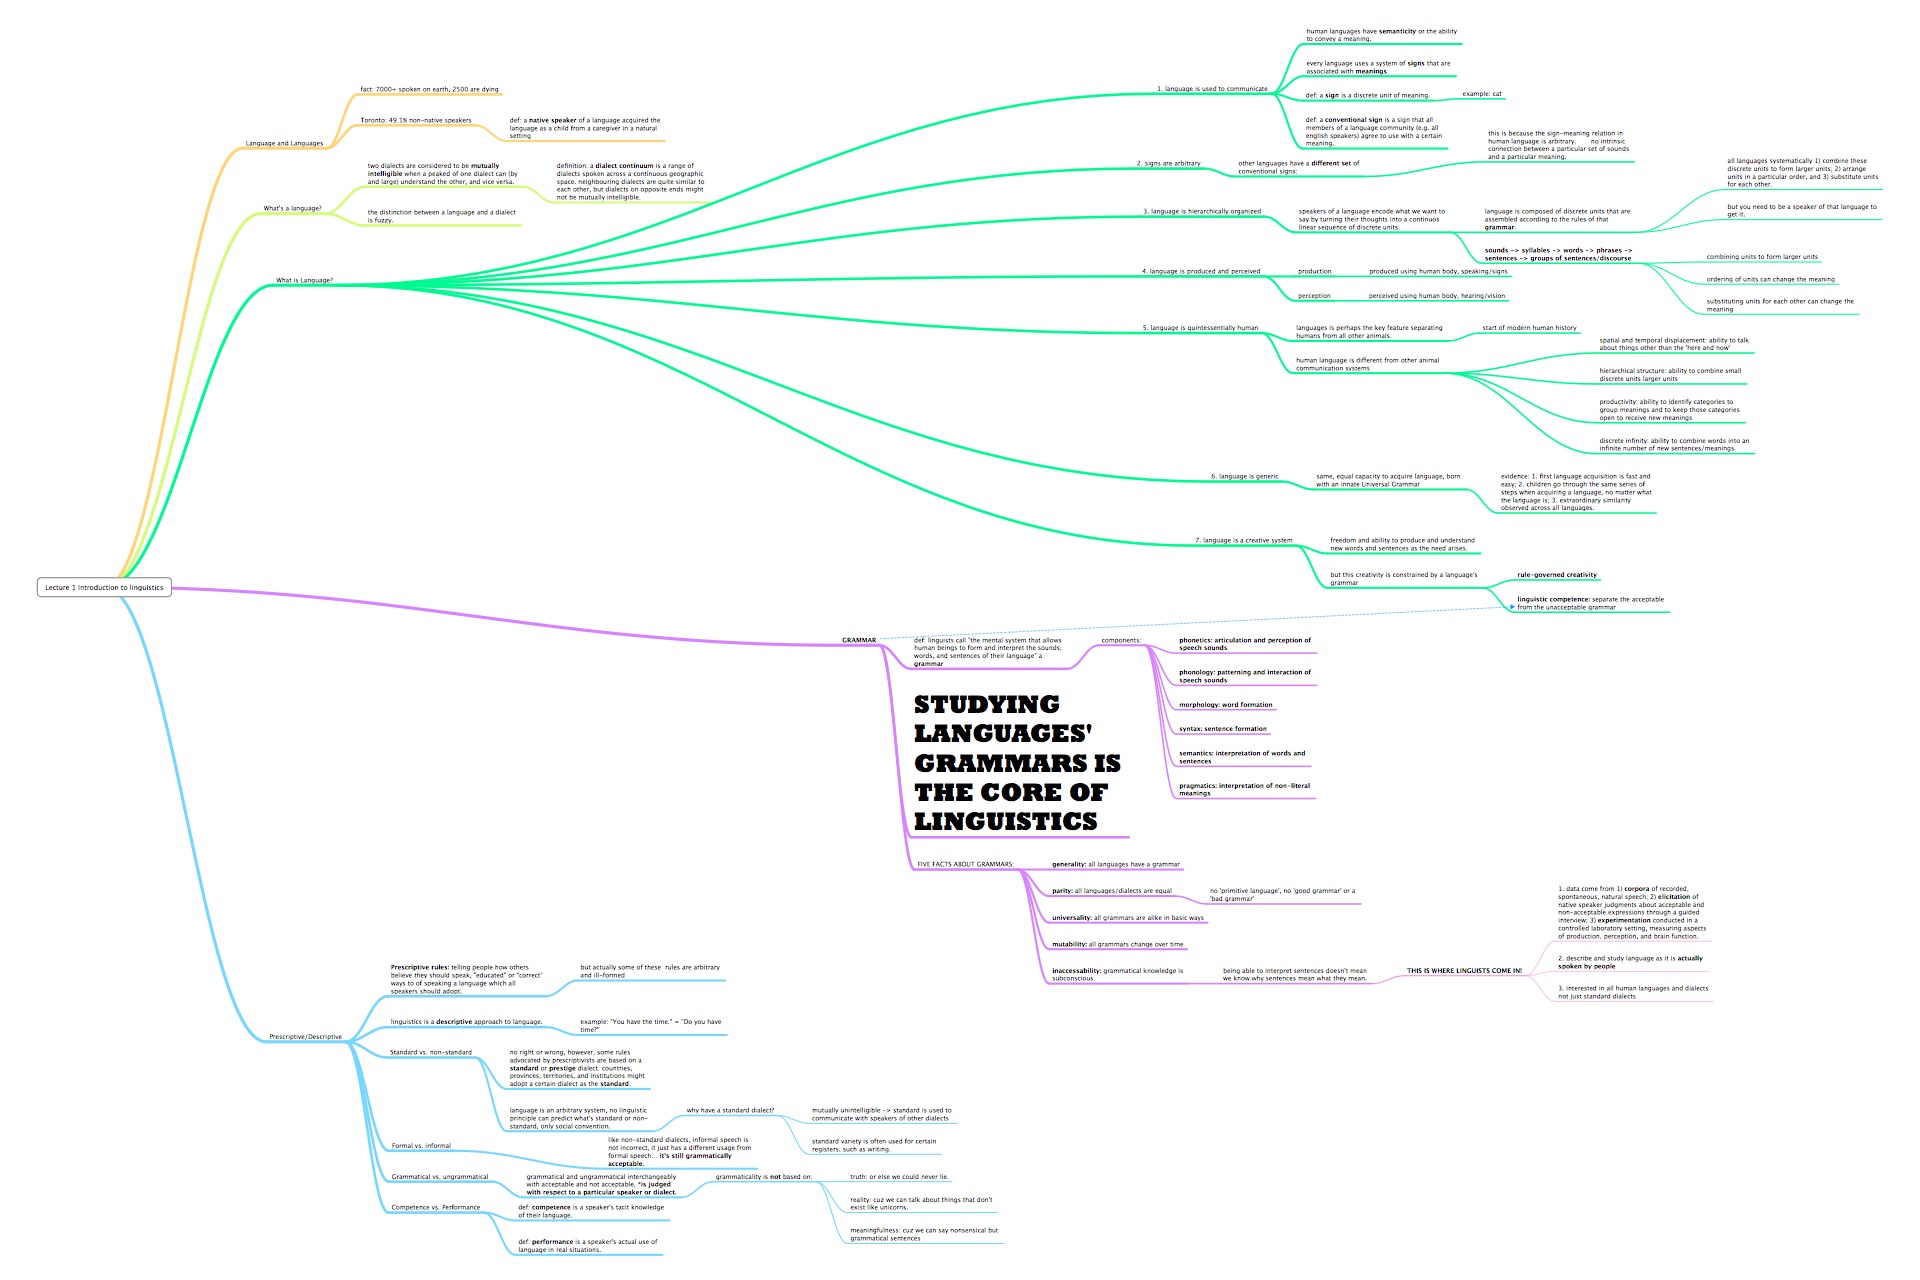 Lecture 1 Introduction to linguistics
Language and Languages
fact: 7000+ spoken on earth, 2500 are dying
Toronto: 49.1% non-native speakers
def: a native speaker of a language acquired the
language as a child from a caregiver in a natural
setting
What's a language?
two dialects are considered to be mutually
intelligible when a peaked of one dialect can (by
and large) understand the other, and vice versa.
definition: a dialect continuum is a range of
dialects spoken across a continuous geographic
space. neighbouring dialects are quite similar to
each other, but dialects on opposite ends might
not be mutually intelligible.
the distinction between a language and a dialect
is fuzzy.
What is Language?
1. language is used to communicate
human languages have semanticity or the ability
to convey a meaning.
every language uses a system of signs that are
associated with meanings
def: a sign is a discrete unit of meaning.
example: cat
def: a conventional sign is a sign that all
members of a language community (e.g. all
english speakers) agree to use with a certain
meaning.
2. signs are arbitrary
other languages have a different set of
conventional signs:
this is because the sign-meaning relation in
human language is arbitrary. no intrinsic
connection between a particular set of sounds
and a particular meaning.
3. language is hierarchically organized
speakers of a language encode what we want to
say by turning their thoughts into a continuos
linear sequence of discrete units.
language is composed of discrete units that are
assembled according to the rules of that
grammar.
all languages systematically 1) combine these
discrete units to form larger units; 2) arrange
units in a particular order, and 3) substitute units
for each other.
but you need to be a speaker of that language to
get it.
sounds -> syllables -> words -> phrases ->
sentences -> groups of sentences/discourse
combining units to form larger units
ordering of units can change the meaning
substituting units for each other can change the
meaning
4. language is produced and perceived
production
produced using human body, speaking/signs
perception
perceived using human body, hearing/vision
5. language is quintessentially human
languages is perhaps the key feature separating
humans from all other animals.
start of modern human history
human language is different from other animal
communication systems
spatial and temporal displacement: ability to talk
about things other than the 'here and now'
hierarchical structure: ability to combine small
discrete units larger units
productivity: ability to identify categories to
group meanings and to keep those categories
open to receive new meanings
discrete infinity: ability to combine words into an
infinite number of new sentences/meanings
6. language is generic
same, equal capacity to acquire language, born
with an innate Universal Grammar
evidence: 1. first language acquisition is fast and
easy; 2. children go through the same series of
steps when acquiring a language, no matter what
the language is; 3. extraordinary similarity
observed across all languages.
7. language is a creative system
freedom and ability to produce and understand
new words and sentences as the need arises.
but this creativity is constrained by a language's
grammar
rule-governed creativity
linguistic competence: separate the acceptable
from the unacceptable grammar
GRAMMAR
def: linguists call "the mental system that allows
human beings to form and interpret the sounds,
words, and sentences of their language" a
grammar
components:
phonetics: articulation and perception of
speech sounds
phonology: patterning and interaction of
speech sounds
morphology: word formation
syntax: sentence formation
semantics: interpretation of words and
sentences
pragmatics: interpretation of non-literal
meanings
STUDYING
LANGUAGES'
GRAMMARS IS
THE CORE OF
LINGUISTICS
FIVE FACTS ABOUT GRAMMARS:
generality: all languages have a grammar
parity: all languages/dialects are equal
no 'primitive language', no 'good grammar' or a
'bad grammar'
universality: all grammars are alike in basic ways
mutability: all grammars change over time
inaccessability: grammatical knowledge is
subconscious
being able to interpret sentences doesn't mean
we know why sentences mean what they mean.
THIS IS WHERE LINGUISTS COME IN!
1. data come from 1) corpora of recorded,
spontaneous, natural speech; 2) elicitation of
native speaker judgments about acceptable and
non-acceptable expressions through a guided
interview; 3) experimentation conducted in a
controlled laboratory setting, measuring aspects
of production, perception, and brain function.
2. describe and study language as it is actually
spoken by people
3. interested in all human languages and dialects
not just standard dialects
Prescriptive/Descriptive
Prescriptive rules: telling people how others
believe they should speak, "educated" or "correct"
ways to of speaking a language which all
speakers should adopt.
but actually some of these rules are arbitrary
and ill-formed
linguistics is a descriptive approach to language.
example: "You have the time." = "Do you have
time?"
Standard vs. non-standard
no right or wrong, however, some rules
advocated by prescriptivists are based on a
standard or prestige dialect. countries,
provinces, territories, and institutions might
adopt a certain dialect as the standard.
language is an arbitrary system, no linguistic
principle can predict what's standard or non-
standard, only social convention.
why have a standard dialect?
mutually unintelligible -> standard is used to
communicate with speakers of other dialects
standard variety is often used for certain
registers, such as writing.
Formal vs. informal
like non-standard dialects, informal speech is
not incorrect, it just has a different usage from
formal speech... it's still grammatically
acceptable.
Grammatical vs. ungrammatical
grammatical and ungrammatical interchangeably
with acceptable and not acceptable, *is judged
with respect to a particular speaker or dialect.
grammaticality is not based on:
truth: or else we could never lie.
reality: cuz we can talk about things that don't
exist like unicorns.
meaningfulness: cuz we can say nonsensical but
grammatical sentences
Competence vs. Performance
def: competence is a speaker's tacit knowledge
of their language.
def: performance is a speaker's actual use of
language in real situations.